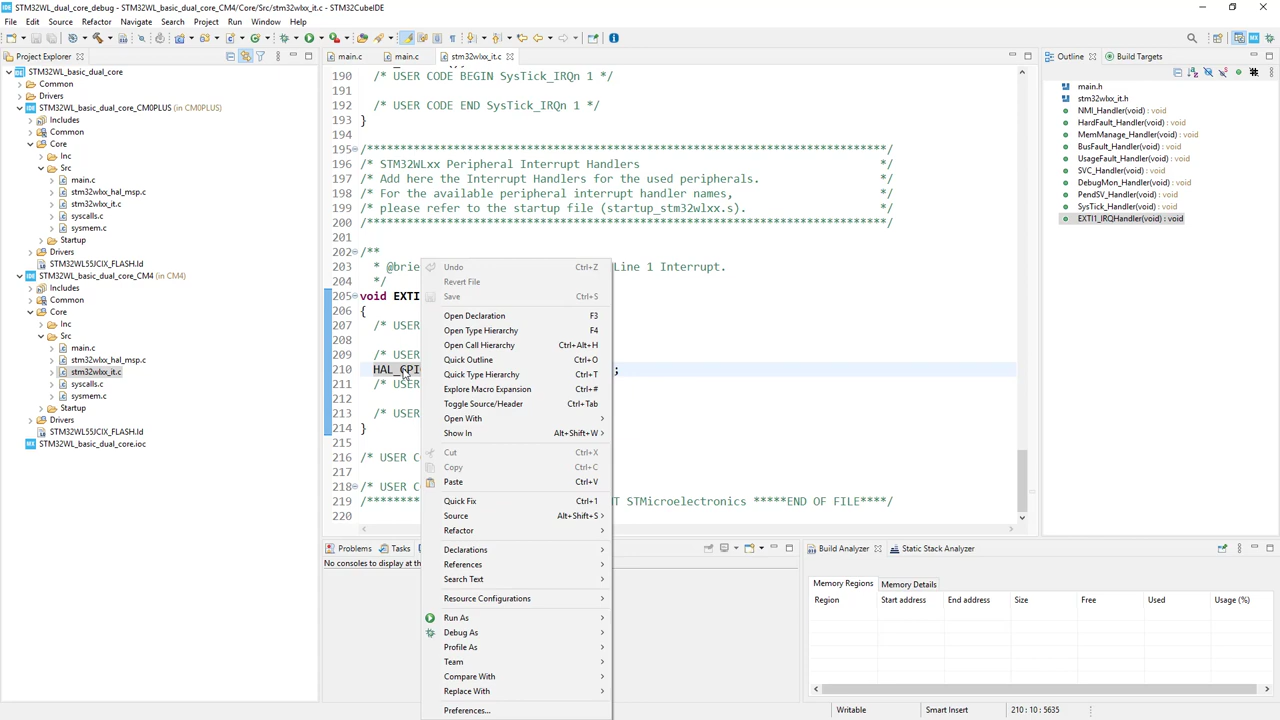 STM32WL_dual_core_debug - STM32WL_basic_dual_core_CM4/Core/Src/stm32wlxx_it.c - STM32CubeIDE
File Edit Source Refactor Navigate Search Project Run Window Help
Project Explorer
STM32WL_basic_dual_core
Common
Drivers
STM32WL_basic_dual_core_CM0PLUS (in CM0PLUS)
Includes
Common
Core
Inc
Src
main.c
stm32wlxx_hal_msp.c
stm32wlxx_it.c
syscalls.c
sysmem.c
Startup
Drivers
STM32WL55JCIX_FLASH.ld
STM32WL_basic_dual_core_CM4 (in CM4)
Includes
Common
Core
Inc
Src
main.c
stm32wlxx_hal_msp.c
stm32wlxx_it.c
syscalls.c
sysmem.c
Startup
Drivers
STM32WL55JCIX_FLASH.ld
STM32WL_basic_dual_core.ioc
main.c main.c stm32wlxx_it.c
190 /* USER CODE BEGIN SysTick_IRQn 1 */
191
192 /* USER CODE END SysTick_IRQn 1 */
193 }
194
195 /******************************************************************************/
196 /* STM32WLxx Peripheral Interrupt Handlers */
197 /* Add here the Interrupt Handlers for the used peripherals. */
198 /* For the available peripheral interrupt handler names, */
199 /* please refer to the startup file (startup_stm32wlxx.s). */
200 /******************************************************************************/
201
202 /**
203 * @brie Line 1 Interrupt.
204 */
205 void EXTI
206 {
207 /* USER
208
209 /* USER
210 HAL_GPIO ;
211 /* USER
212
213 /* USER
214 }
215
216 /* USER CO
217
218 /* USER CO
219 /******** T STMicroelectronics *****END OF FILE****/
220
Undo Ctrl+Z
Revert File
Save Ctrl+S
Open Declaration F3
Open Type Hierarchy F4
Open Call Hierarchy Ctrl+Alt+H
Quick Outline Ctrl+O
Quick Type Hierarchy Ctrl+T
Explore Macro Expansion Ctrl+#
Toggle Source/Header Ctrl+Tab
Open With
Show In Alt+Shift+W
Cut Ctrl+X
Copy Ctrl+C
Paste Ctrl+V
Quick Fix Ctrl+1
Source Alt+Shift+S
Refactor
Declarations
References
Search Text
Resource Configurations
Run As
Debug As
Profile As
Team
Compare With
Replace With
Preferences...
Problems Tasks
No consoles to display at th
Outline Build Targets
main.h
stm32wlxx_it.h
NMI_Handler(void) : void
HardFault_Handler(void) : void
MemManage_Handler(void) : void
BusFault_Handler(void) : void
UsageFault_Handler(void) : void
SVC_Handler(void) : void
DebugMon_Handler(void) : void
PendSV_Handler(void) : void
SysTick_Handler(void) : void
EXTI1_IRQHandler(void) : void
Build Analyzer Static Stack Analyzer
Memory Regions Memory Details
Region Start address End address Size Free Used Usage (%)
Writable Smart Insert 210 : 10 : 5635